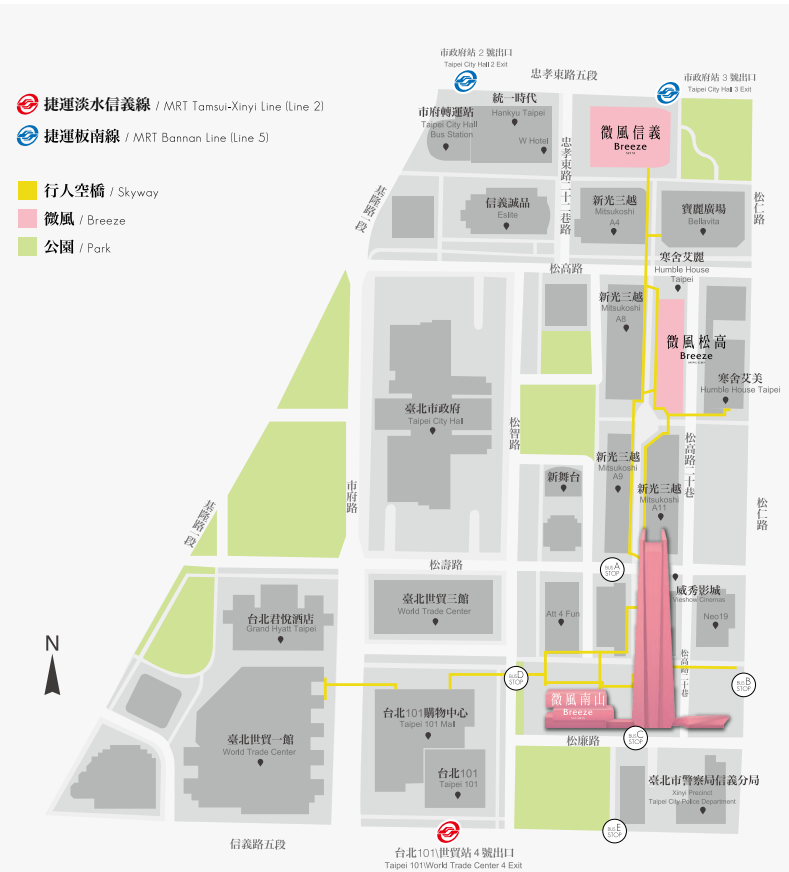 市政府站 2 號出口
Taipei City Hall 2 Exit
忠孝東路五段
市政府站 3 號出口
Taipei City Hall 3 Exit
捷運淡水信義線 / MRT Tamsui-Xinyi Line (Line 2)
捷運板南線 / MRT Bannan Line (Line 5)
行人空橋 / Skyway
微風 / Breeze
公園 / Park
統一時代
Hankyu Taipei
市府轉運站
Taipei City Hall
Bus Station
W Hotel
忠孝東路五段二十二巷
微風信義
Breeze
基隆路一段
信義誠品
Eslite
新光三越
Mitsukoshi
A4
寶麗廣場
Bellavita
松仁路
松高路
寒舍艾麗
Humble House
Taipei
新光三越
Mitsukoshi
A8
微風松高
Breeze
寒舍艾美
Humble House Taipei
臺北市政府
Taipei City Hall
松智路
新光三越
Mitsukoshi
A9
松高路二十巷
新舞台
新光三越
Mitsukoshi
A11
市府路
基隆路一段
松仁路
松壽路
BUS A
STOP
台北君悅酒店
Grand Hyatt Taipei
臺北世貿三館
World Trade Center
Att 4 Fun
威秀影城
Vieshow Cinemas
Neo19
松高路二十巷
N
BUS D
STOP
BUS B
STOP
微風南山
Breeze
台北101購物中心
Taipei 101 Mall
臺北世貿一館
World Trade Center
BUS C
STOP
松廉路
台北101
Taipei 101
臺北市警察局信義分局
Xinyi Precinct
Taipei City Police Department
BUS E
STOP
信義路五段
台北101\世貿站 4 號出口
Taipei 101\World Trade Center 4 Exit